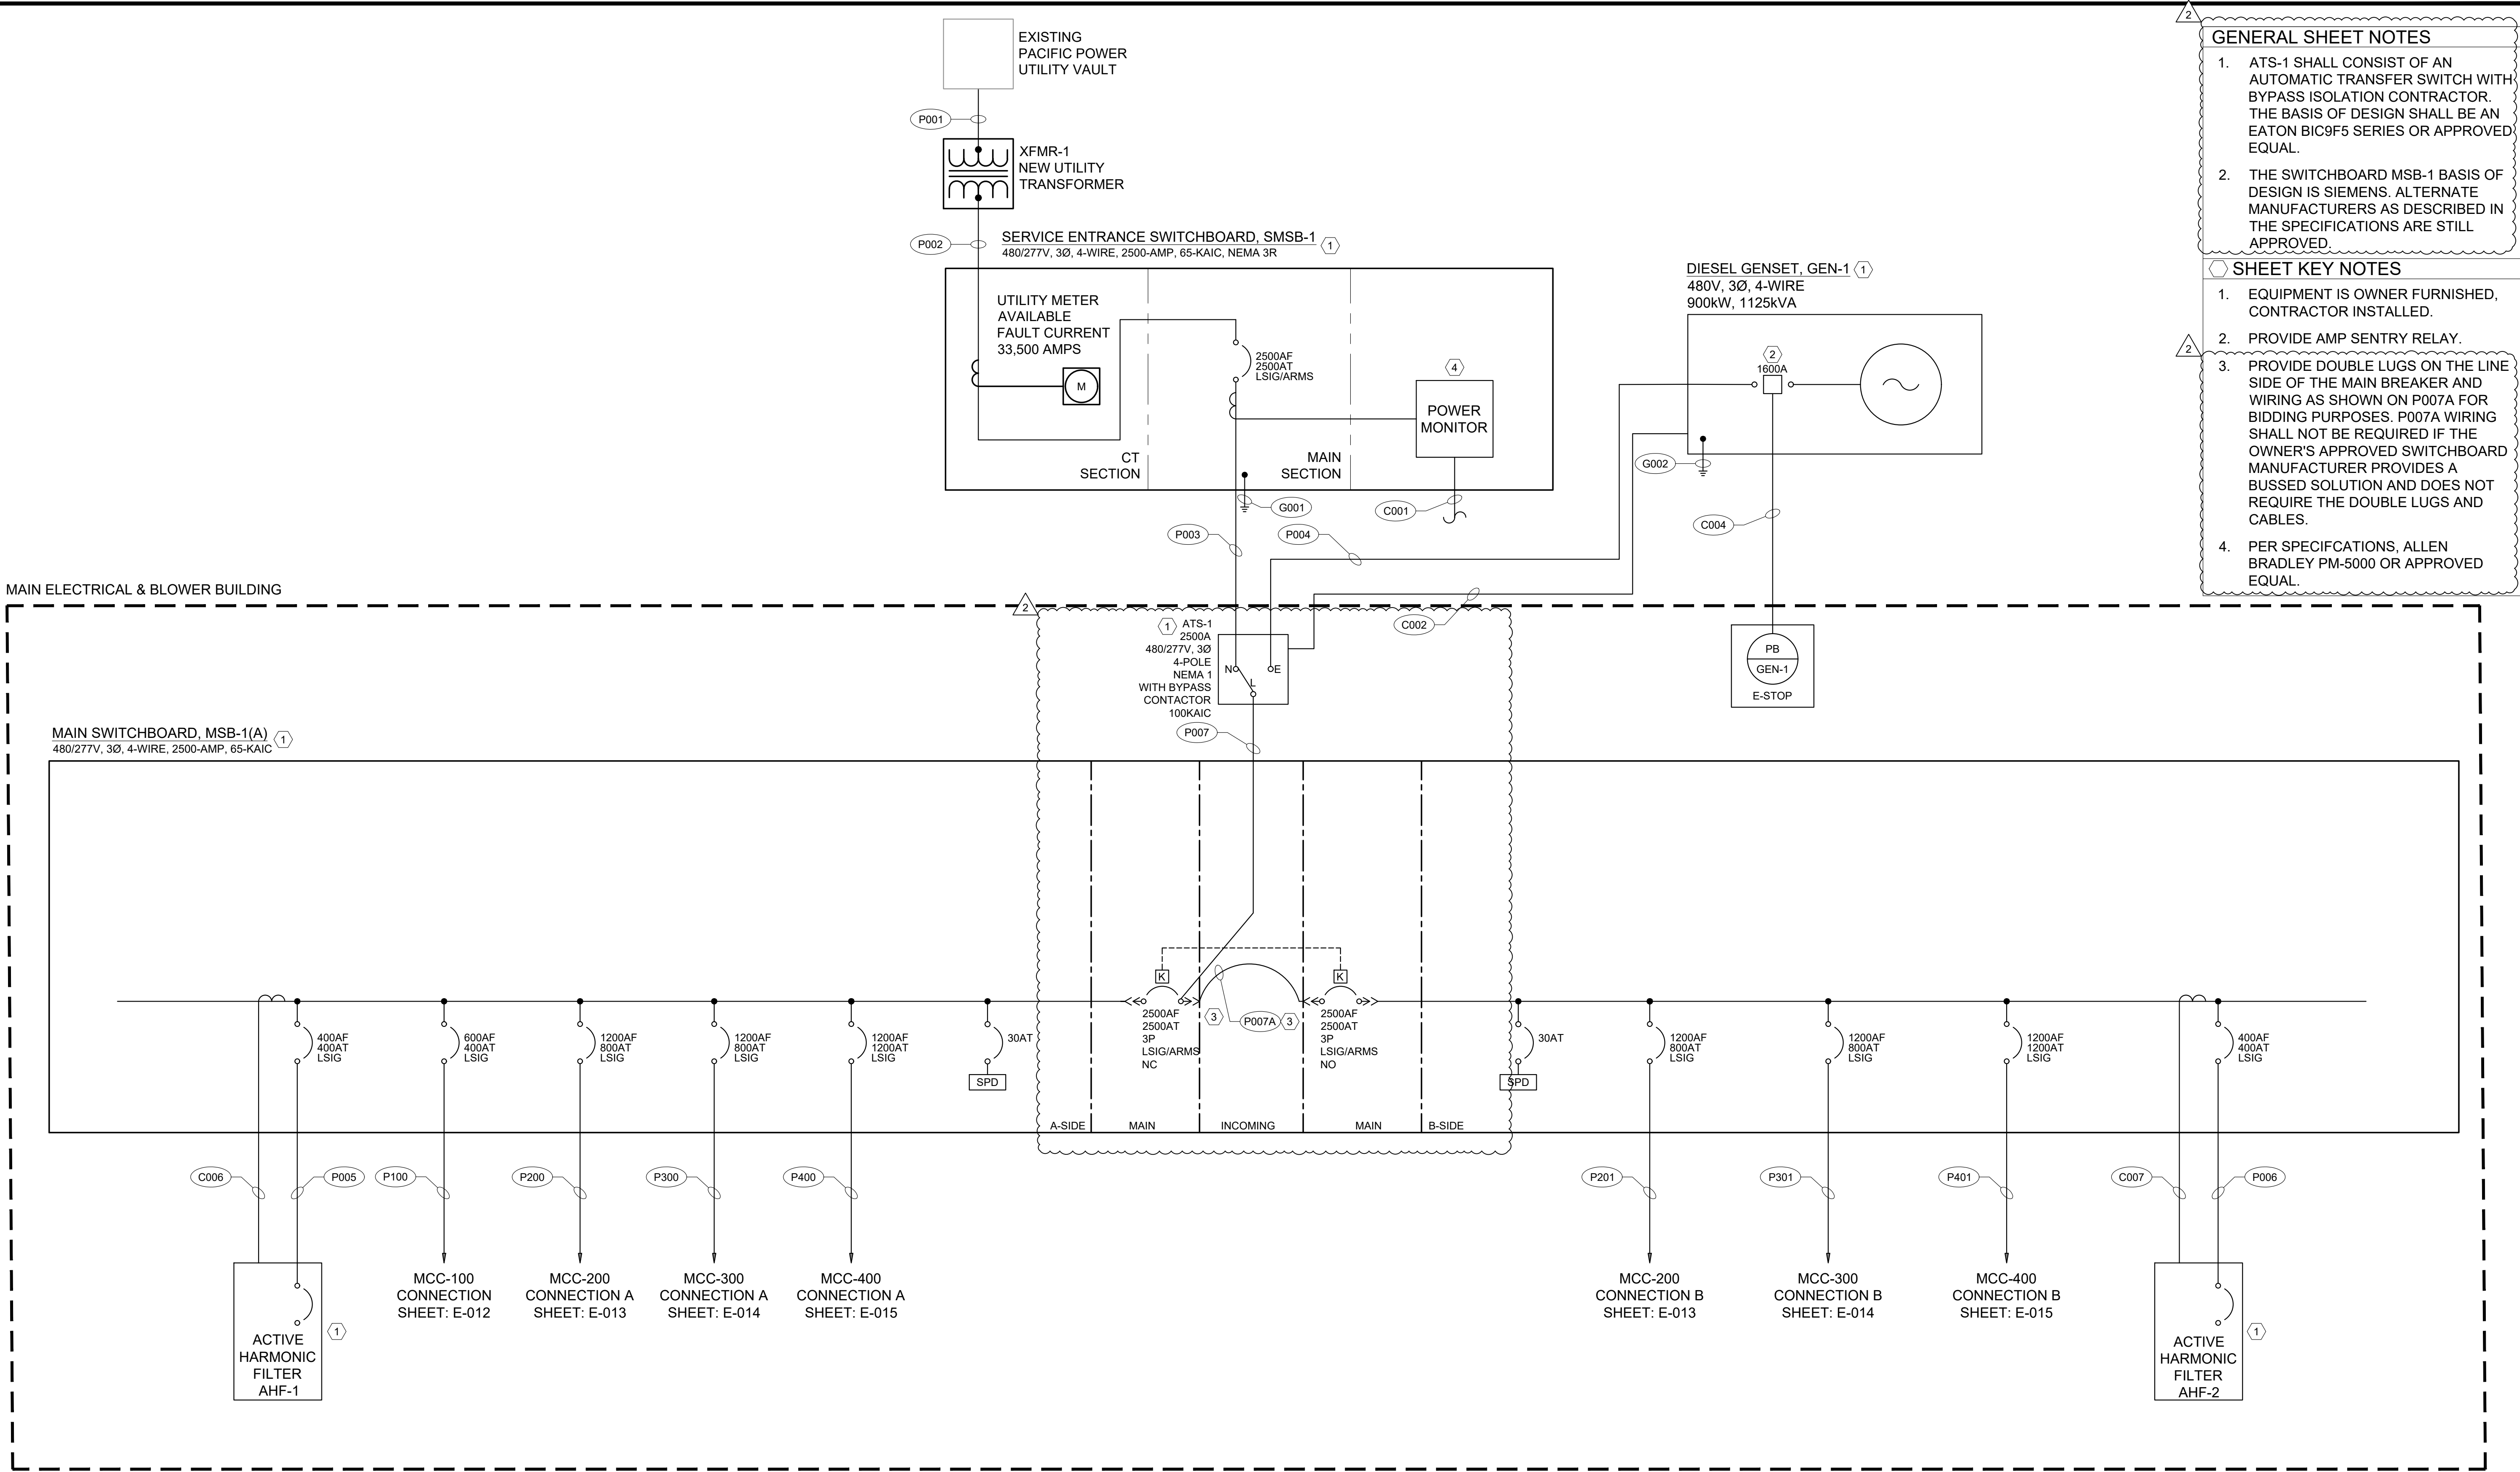 EXISTING
PACIFIC POWER
UTILITY VAULT
P001
XFMR-1
NEW UTILITY
TRANSFORMER
P002
SERVICE ENTRANCE SWITCHBOARD, SMSB-1
1
480/277V, 3Ø, 4-WIRE, 2500-AMP, 65-KAIC, NEMA 3R
UTILITY METER
AVAILABLE
FAULT CURRENT
33,500 AMPS
M
2500AF
2500AT
LSIG/ARMS
4
POWER
MONITOR
CT
SECTION
MAIN
SECTION
G001
C001
P003
P004
DIESEL GENSET, GEN-1
1
480V, 3Ø, 4-WIRE
900kW, 1125kVA
2
1600A
G002
C004
C002
PB
GEN-1
E-STOP
2
GENERAL SHEET NOTES
1. ATS-1 SHALL CONSIST OF AN
AUTOMATIC TRANSFER SWITCH WITH
BYPASS ISOLATION CONTRACTOR.
THE BASIS OF DESIGN SHALL BE AN
EATON BIC9F5 SERIES OR APPROVED
EQUAL.
2. THE SWITCHBOARD MSB-1 BASIS OF
DESIGN IS SIEMENS. ALTERNATE
MANUFACTURERS AS DESCRIBED IN
THE SPECIFICATIONS ARE STILL
APPROVED.
SHEET KEY NOTES
1. EQUIPMENT IS OWNER FURNISHED,
CONTRACTOR INSTALLED.
2. PROVIDE AMP SENTRY RELAY.
2
3. PROVIDE DOUBLE LUGS ON THE LINE
SIDE OF THE MAIN BREAKER AND
WIRING AS SHOWN ON P007A FOR
BIDDING PURPOSES. P007A WIRING
SHALL NOT BE REQUIRED IF THE
OWNER'S APPROVED SWITCHBOARD
MANUFACTURER PROVIDES A
BUSSED SOLUTION AND DOES NOT
REQUIRE THE DOUBLE LUGS AND
CABLES.
4. PER SPECIFCATIONS, ALLEN
BRADLEY PM-5000 OR APPROVED
EQUAL.
MAIN ELECTRICAL & BLOWER BUILDING
2
1
ATS-1
2500A
480/277V, 3Ø
4-POLE
NEMA 1
WITH BYPASS
CONTACTOR
100KAIC
N
E
L
P007
MAIN SWITCHBOARD, MSB-1(A)
1
480/277V, 3Ø, 4-WIRE, 2500-AMP, 65-KAIC
400AF
400AT
LSIG
600AF
400AT
LSIG
1200AF
800AT
LSIG
1200AF
800AT
LSIG
1200AF
1200AT
LSIG
30AT
SPD
K
2500AF
2500AT
3P
LSIG/ARMS
NC
3
P007A
3
K
2500AF
2500AT
3P
LSIG/ARMS
NO
30AT
SPD
1200AF
800AT
LSIG
1200AF
800AT
LSIG
1200AF
1200AT
LSIG
400AF
400AT
LSIG
A-SIDE
MAIN
INCOMING
MAIN
B-SIDE
C006
P005
P100
P200
P300
P400
P201
P301
P401
C007
P006
MCC-100
CONNECTION
SHEET: E-012
MCC-200
CONNECTION A
SHEET: E-013
MCC-300
CONNECTION A
SHEET: E-014
MCC-400
CONNECTION A
SHEET: E-015
MCC-200
CONNECTION B
SHEET: E-013
MCC-300
CONNECTION B
SHEET: E-014
MCC-400
CONNECTION B
SHEET: E-015
ACTIVE
HARMONIC
FILTER
AHF-1
1
ACTIVE
HARMONIC
FILTER
AHF-2
1